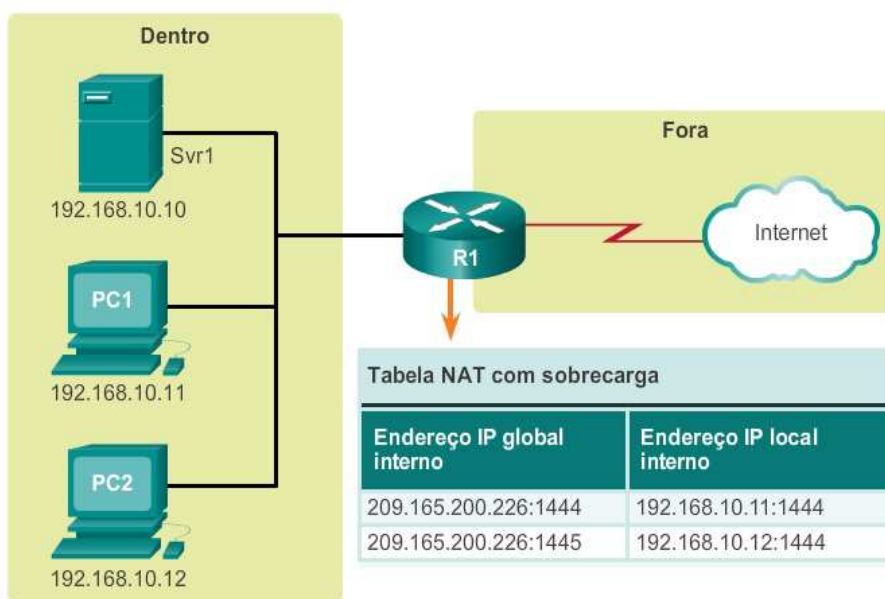 Dentro
Svr1
192.168.10.10
PC1
192.168.10.11
PC2
192.168.10.12
Fora
Internet
R1
Tabela NAT com sobrecarga
Endereço IP global
interno
Endereço IP local
interno
209.165.200.226:1444 192.168.10.11:1444
209.165.200.226:1445 192.168.10.12:1444